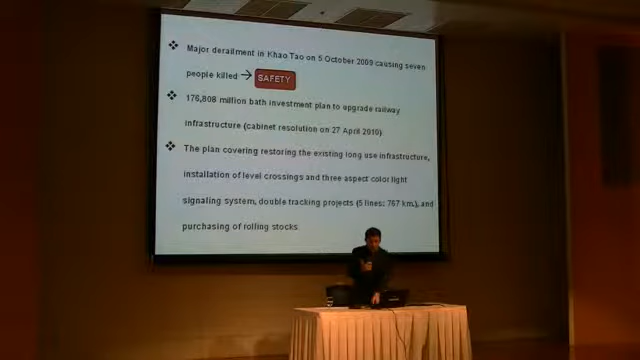 Major derailment in Khao Tao on 5 October 2009 causing seven
people killed → SAFETY
176,808 million bath investment plan to upgrade railway
infrastructure (cabinet resolution on 27 April 2010)
The plan covering restoring the existing long use infrastructure,
installation of level crossings and three aspect color light
signaling system, double tracking projects (5 lines: 767 km.), and
purchasing of rolling stocks